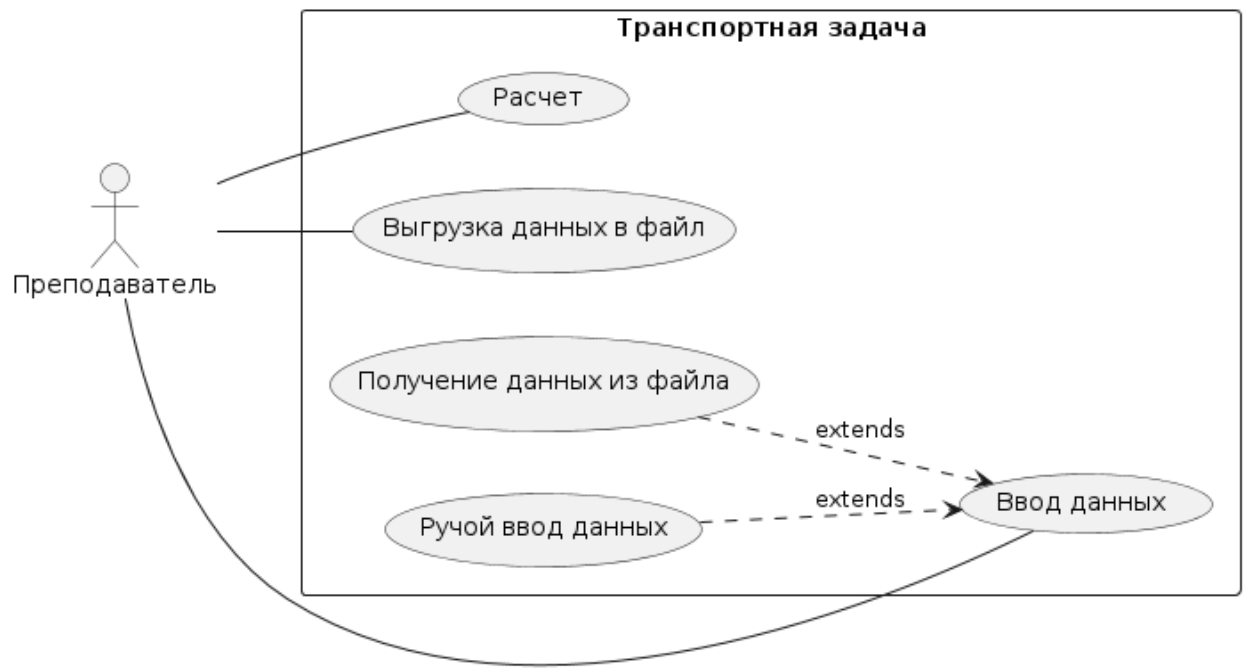 Транспортная задача
Расчет
Выгрузка данных в файл
Преподаватель
Получение данных из файла
extends
extends
Ввод данных
Ручой ввод данных